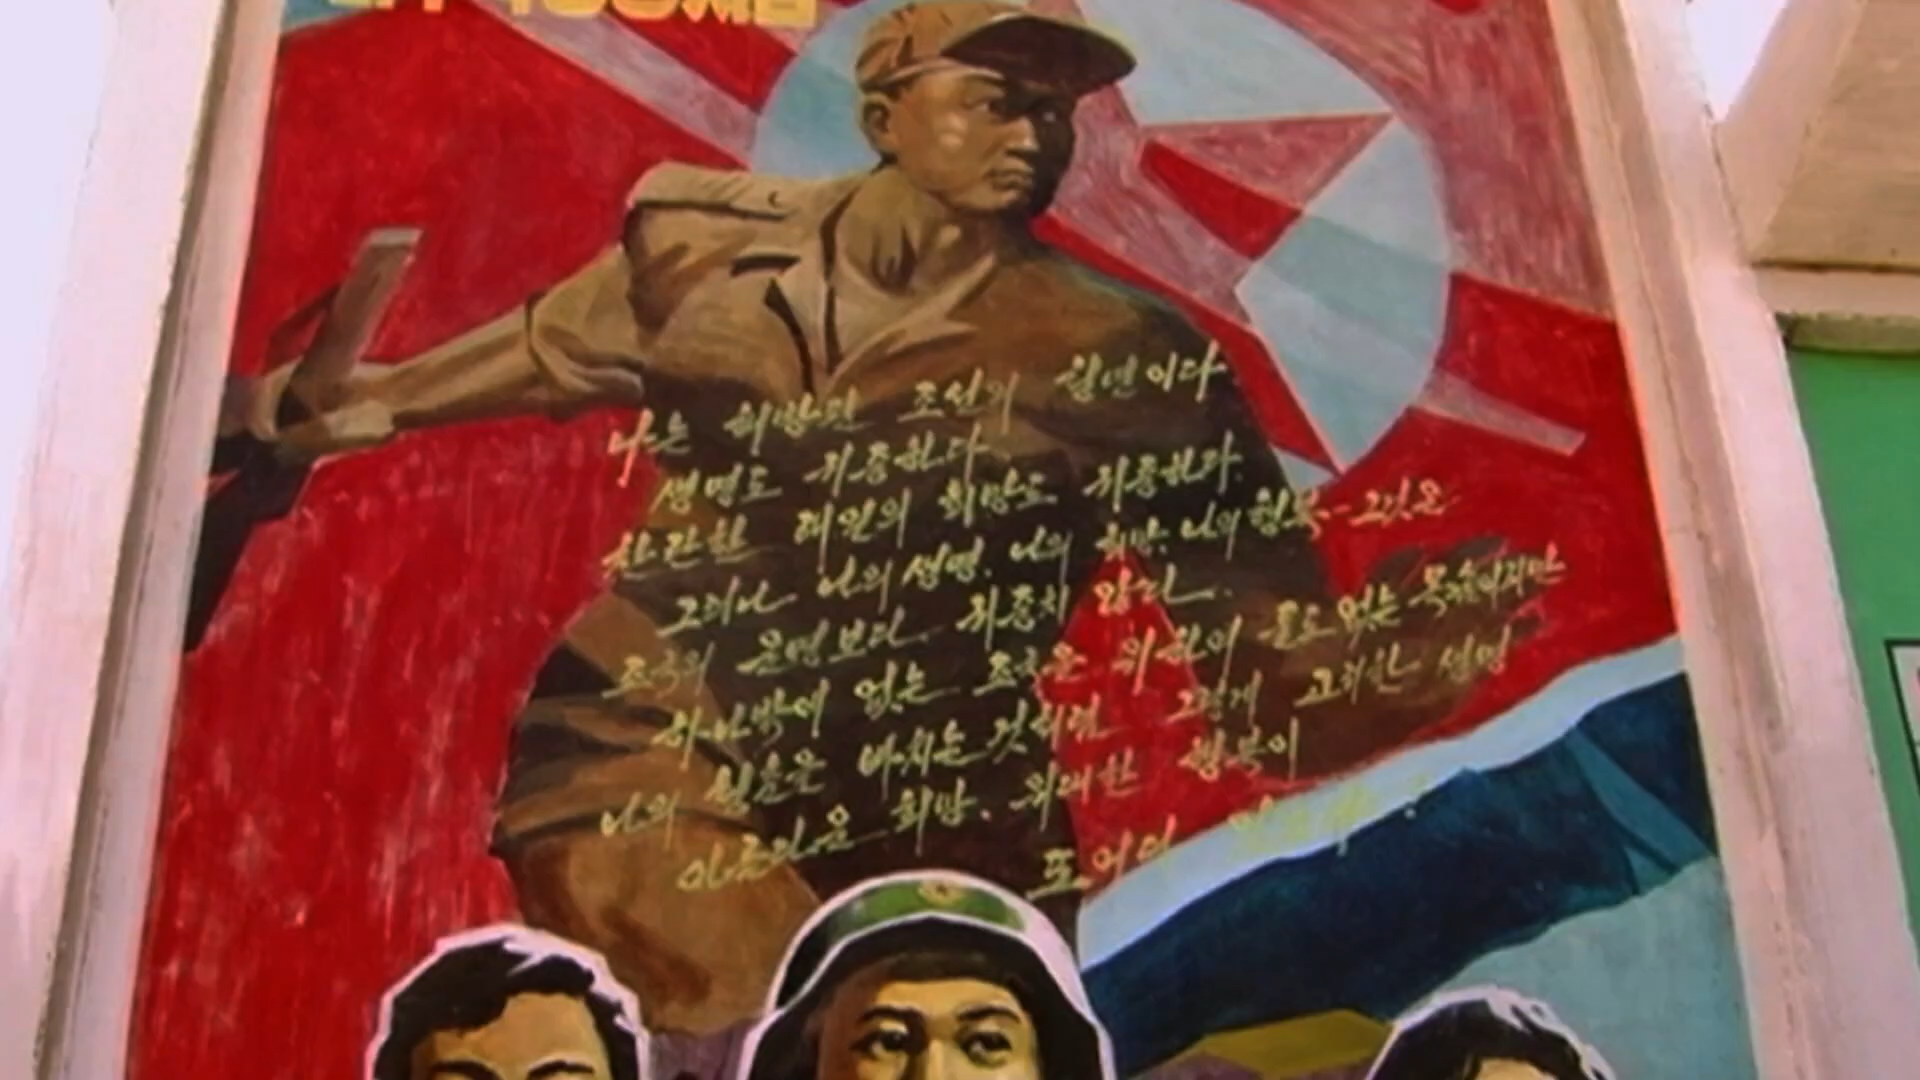 나는 해방된 조선의 청년이다
생명도 귀중한다.
찬란한 래일의 희망도 귀중한다.
그러나 나의 생명, 나의 희망, 나의 행복-그것은
조국의 운명보다 귀중치 않다.
하나밖에 없는 조국을 위하여 둘도 없는 목숨이지만
나의 청춘을 바치는 것처럼 그렇게 고귀한 생명
아름다운 희망, 위대한 행복이
또 어디